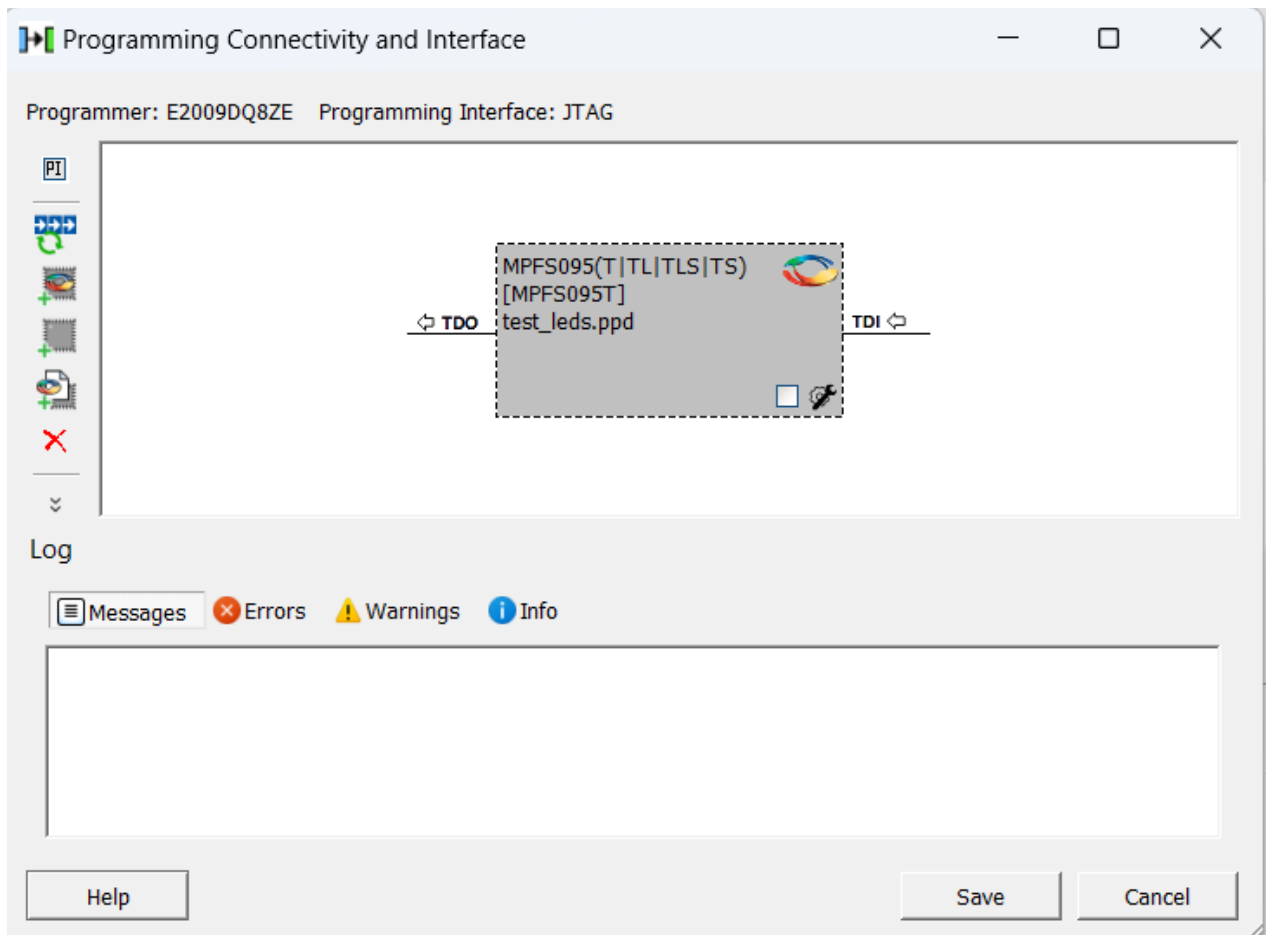 Programming Connectivity and Interface
Programmer: E2009DQ8ZE Programming Interface: JTAG
PI
MPFS095(T|TL|TLS|TS)
[MPFS095T]
TDO test_leds.ppd TDI
Log
Messages Errors Warnings Info
Help Save Cancel